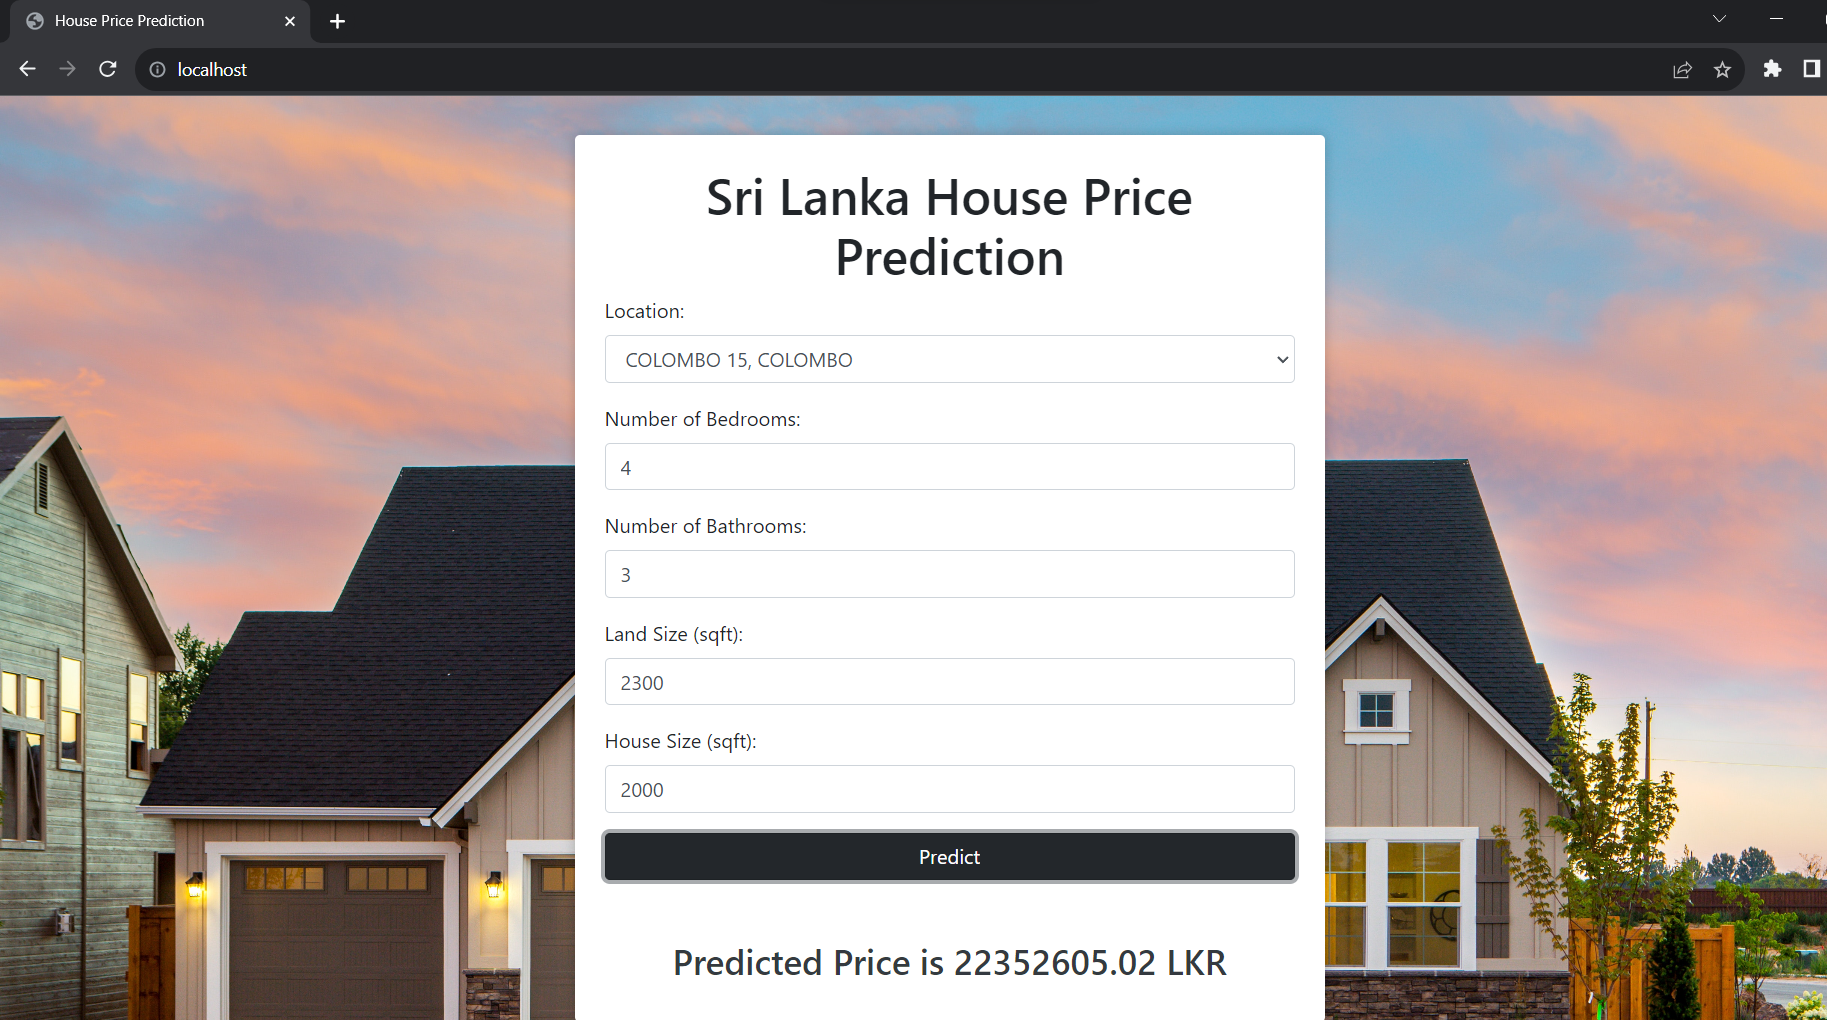 House Price Prediction
localhost
Sri Lanka House Price
Prediction
Location:
COLOMBO 15, COLOMBO
Number of Bedrooms:
4
Number of Bathrooms:
3
Land Size (sqft):
2300
House Size (sqft):
2000
Predict
Predicted Price is 22352605.02 LKR